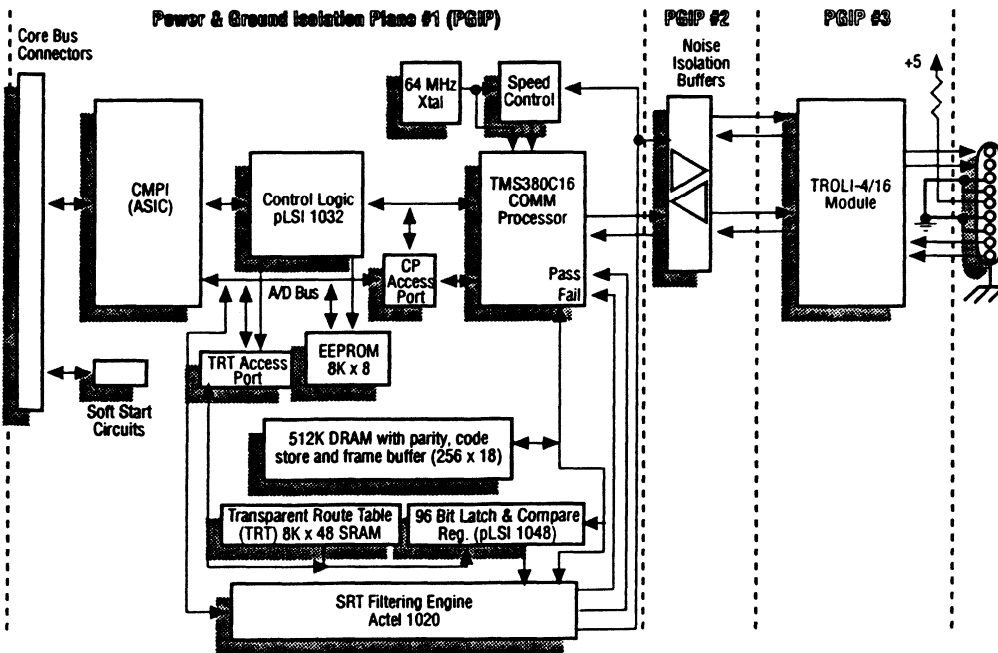 Power & Ground Isolation Plane #1 (PGIP)
PGIP #2
PGIP #3
Core Bus
Connectors
Noise
Isolation
Buffers
+5
64 MHz
Xtal
Speed
Control
CMPI
(ASIC)
Control Logic
pLSI 1032
TMS380C16
COMM
Processor
TROLI-4/16
Module
CP
Access
Port
A/D Bus
Pass
Fail
TRT Access
Port
EEPROM
8K x 8
Soft Start
Circuits
512K DRAM with parity, code
store and frame buffer (256 x 18)
Transparent Route Table
(TRT) 8K x 48 SRAM
96 Bit Latch & Compare
Reg. (pLSI 1048)
SRT Filtering Engine
Actel 1020